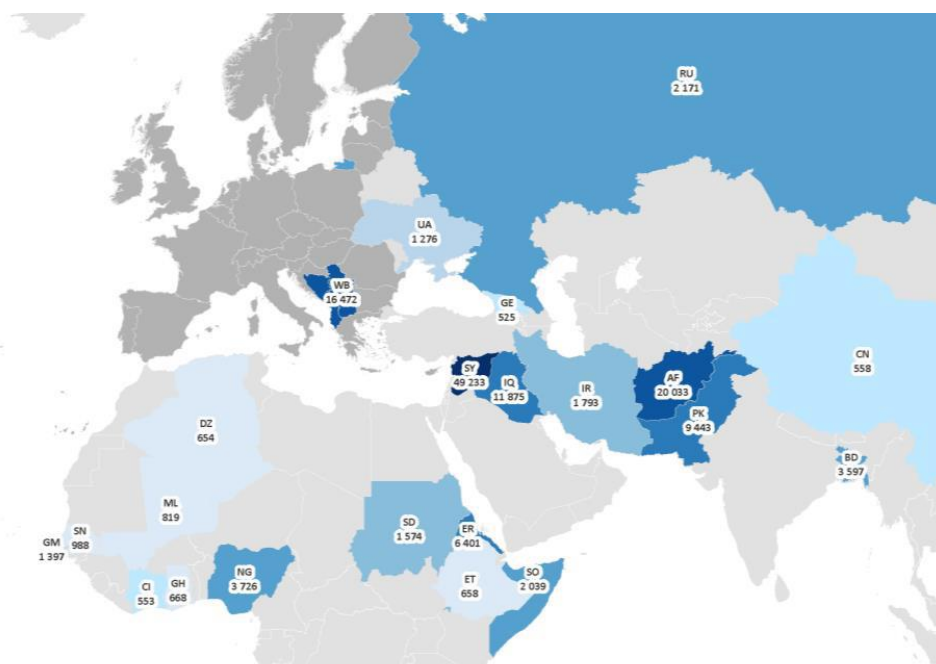 RU
2 171
UA
1 276
WB
16 472
GE
525
CN
558
SY
49 233
IQ
11 875
IR
1 793
AF
20 033
PK
9 443
DZ
654
BD
3 597
ML
819
SN
988
GM
1 397
SD
1 574
ER
6 401
CI
553
GH
668
NG
3 726
ET
658
SO
2 039